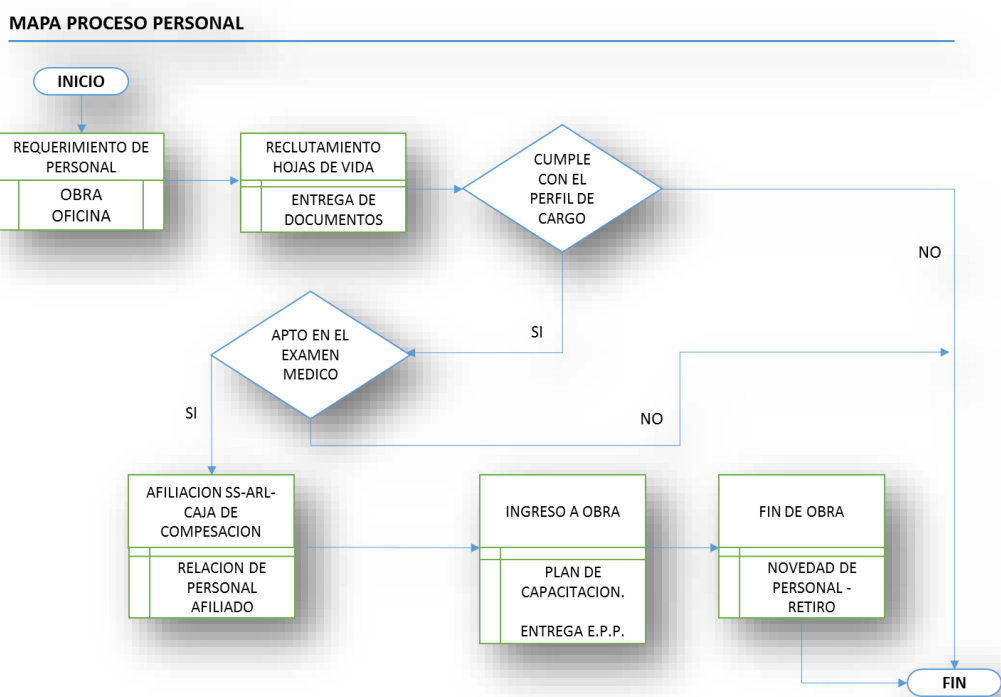 MAPA PROCESO PERSONAL
INICIO
REQUERIMIENTO DE
PERSONAL
OBRA
OFICINA
RECLUTAMIENTO
HOJAS DE VIDA
ENTREGA DE
DOCUMENTOS
CUMPLE
CON EL
PERFIL DE
CARGO
NO
SI
APTO EN EL
EXAMEN
MEDICO
SI
NO
AFILIACION SS-ARL-
CAJA DE
COMPESACION
RELACION DE
PERSONAL
AFILIADO
INGRESO A OBRA
PLAN DE
CAPACITACION.
ENTREGA E.P.P.
FIN DE OBRA
NOVEDAD DE
PERSONAL -
RETIRO
FIN